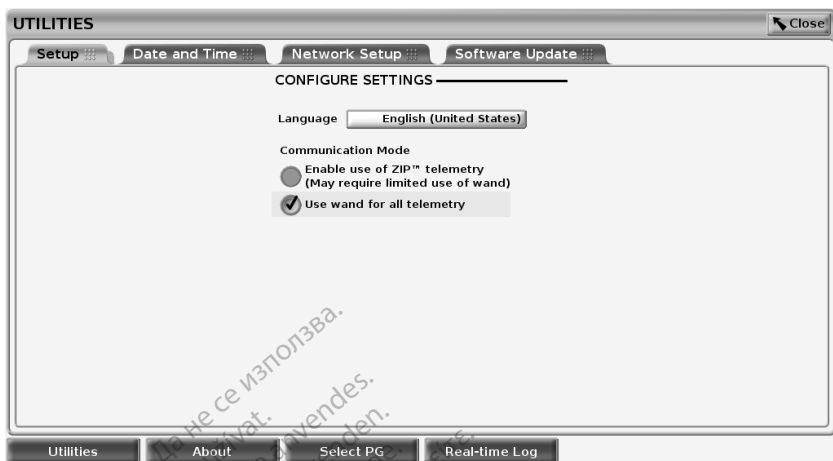 UTILITIES
Close
Setup
Date and Time
Network Setup
Software Update
CONFIGURE SETTINGS
Language
English (United States)
Communication Mode
Enable use of ZIP™ telemetry
(May require limited use of wand)
Use wand for all telemetry
Да не се използва.
Utilities
About
Select PG
Real-time Log